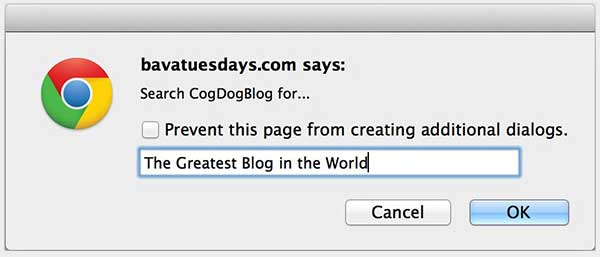 bavatuesdays.com says:
Search CogDogBlog for...
Prevent this page from creating additional dialogs.
The Greatest Blog in the World
Cancel OK